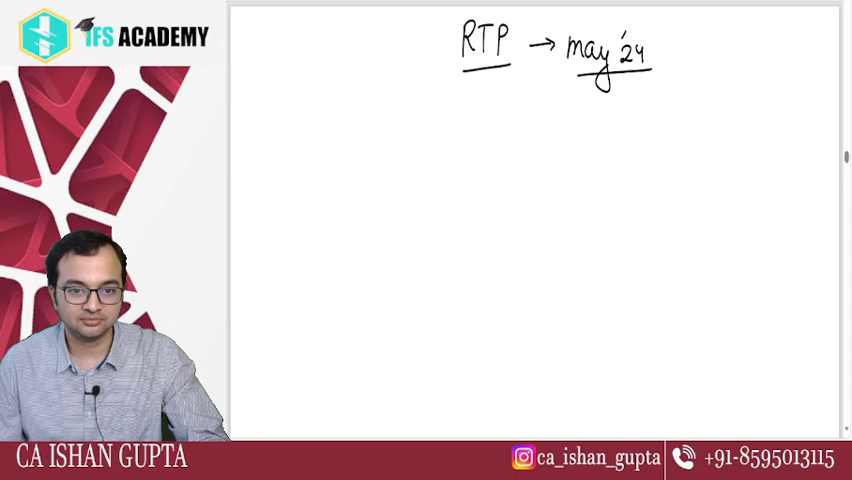 IFS ACADEMY
RTP → may '24
CA ISHAN GUPTA
ca_ishan_gupta
+91-8595013115